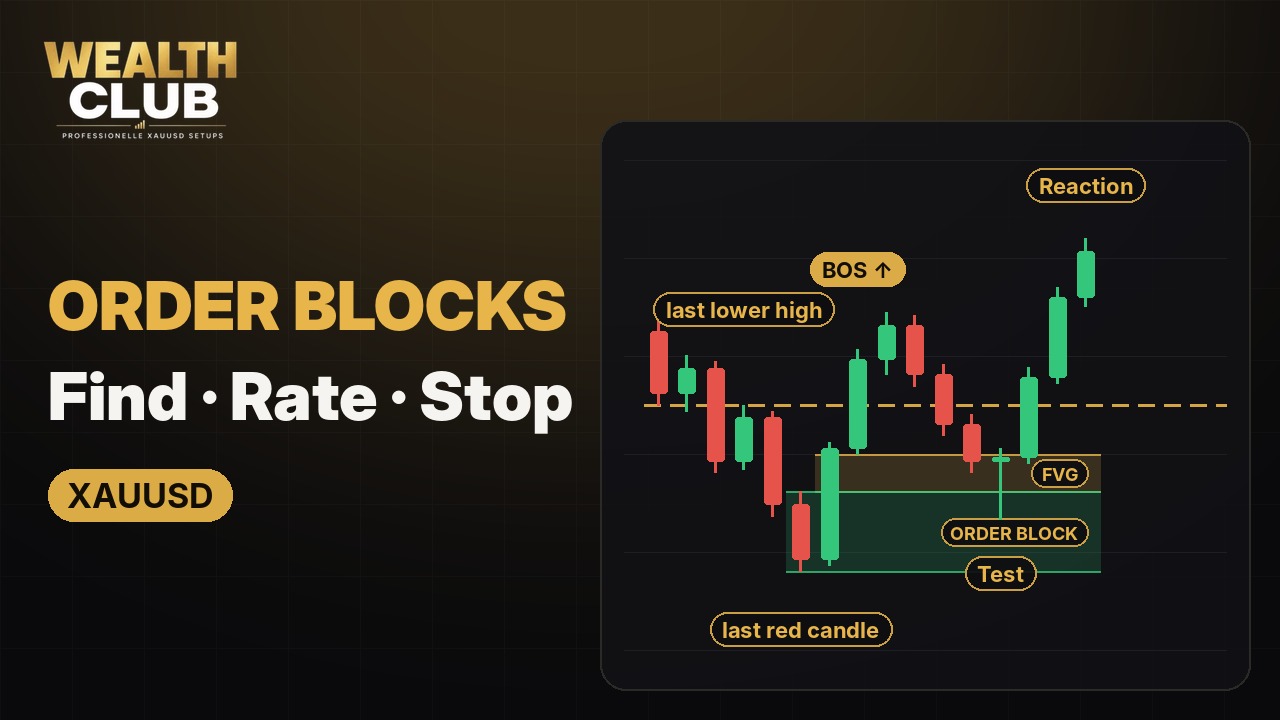 WEALTH
CLUB
PROFESSIONELLE XAUUSD SETUPS
ORDER BLOCKS
Find · Rate · Stop
XAUUSD
Reaction
BOS ↑
last lower high
FVG
ORDER BLOCK
Test
last red candle